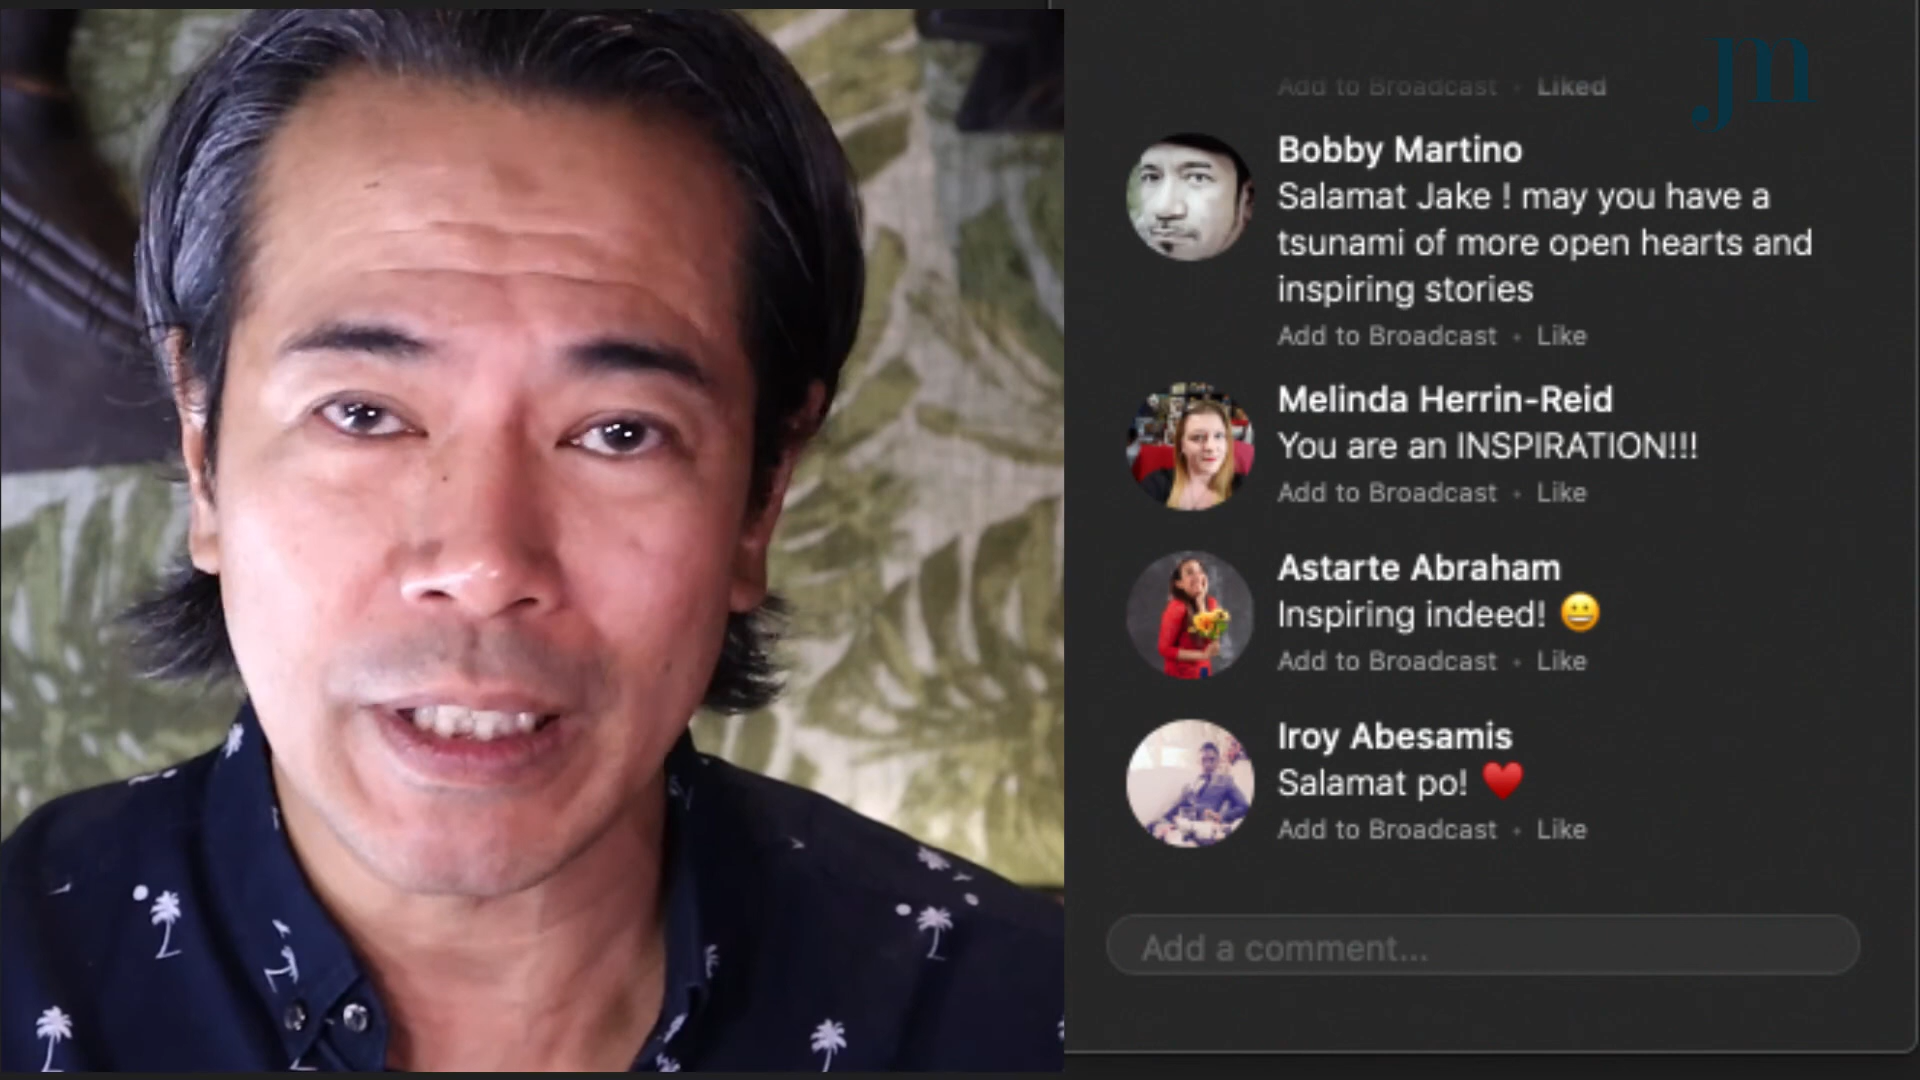 Add to Broadcast • Liked
jm
Bobby Martino
Salamat Jake ! may you have a
tsunami of more open hearts and
inspiring stories
Add to Broadcast • Like
Melinda Herrin-Reid
You are an INSPIRATION!!!
Add to Broadcast • Like
Astarte Abraham
Inspiring indeed! 😀
Add to Broadcast • Like
Iroy Abesamis
Salamat po! ♥️
Add to Broadcast • Like
Add a comment...